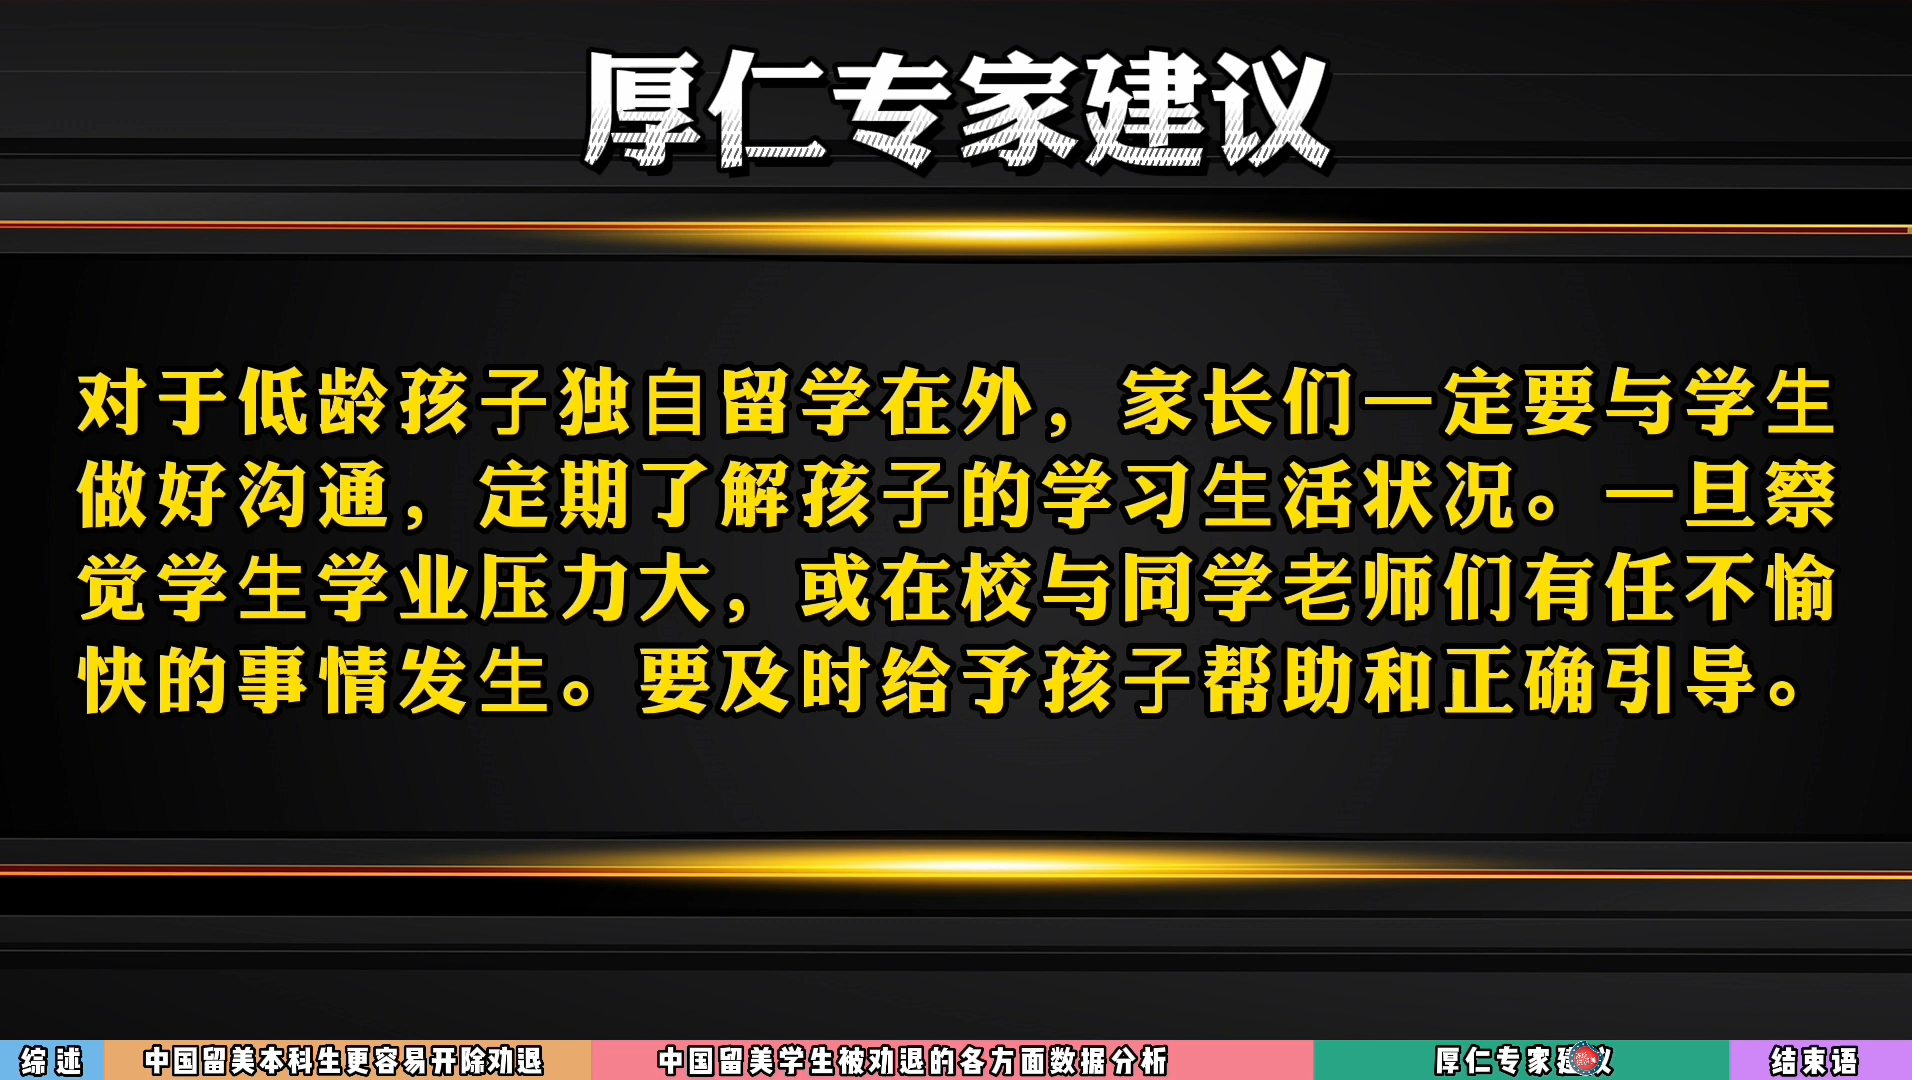 厚仁专家建议
对于低龄孩子独自留学在外，家长们一定要与学生
做好沟通，定期了解孩子的学习生活状况。一旦察
觉学生学业压力大，或在校与同学老师们有任不愉
快的事情发生。要及时给予孩子帮助和正确引导。
综述
中国留美本科生更容易开除劝退
中国留美学生被劝退的各方面数据分析
厚仁专家建议
结束语